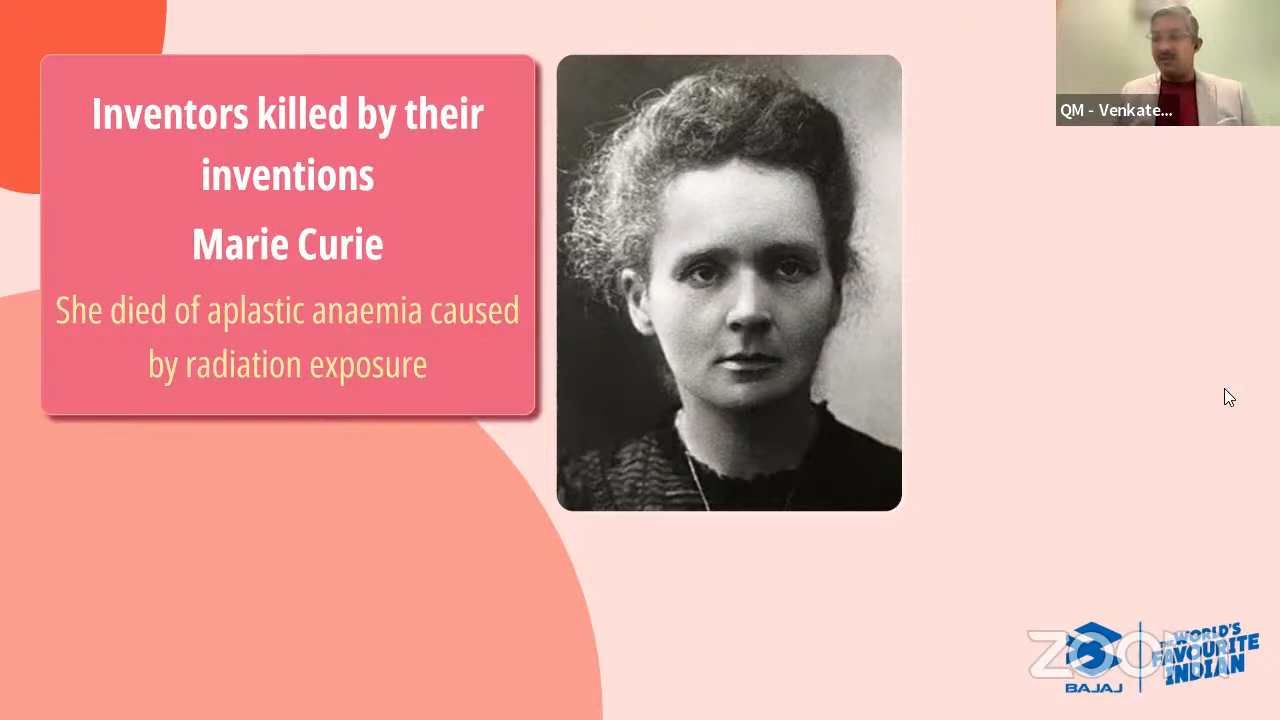 Inventors killed by their
inventions
Marie Curie
She died of aplastic anaemia caused
by radiation exposure
QM - Venkate...
zoom
BAJAJ
THE WORLD'S
FAVOURITE
INDIAN